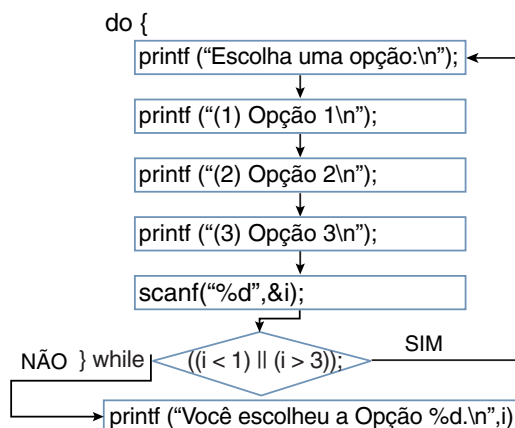 do {
printf (“Escolha uma opção:\n”);
printf (“(1) Opção 1\n”);
printf (“(2) Opção 2\n”);
printf (“(3) Opção 3\n”);
scanf(“%d”,&i);
SIM
NÃO } while ((i < 1) || (i > 3));
printf (“Você escolheu a Opção %d.\n”,i)